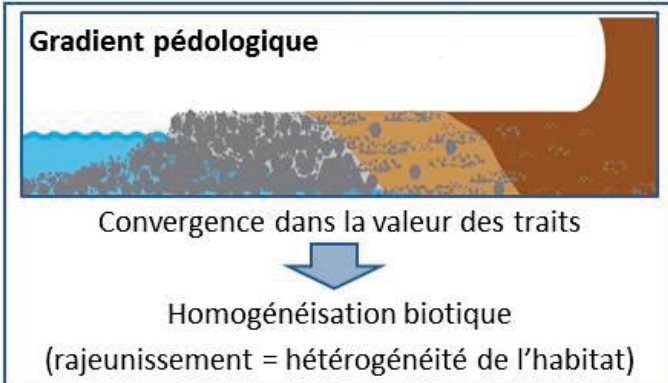 Gradient pédologique
Convergence dans la valeur des traits
Homogénéisation biotique
(rajeunissement = hétérogénéité de l'habitat)